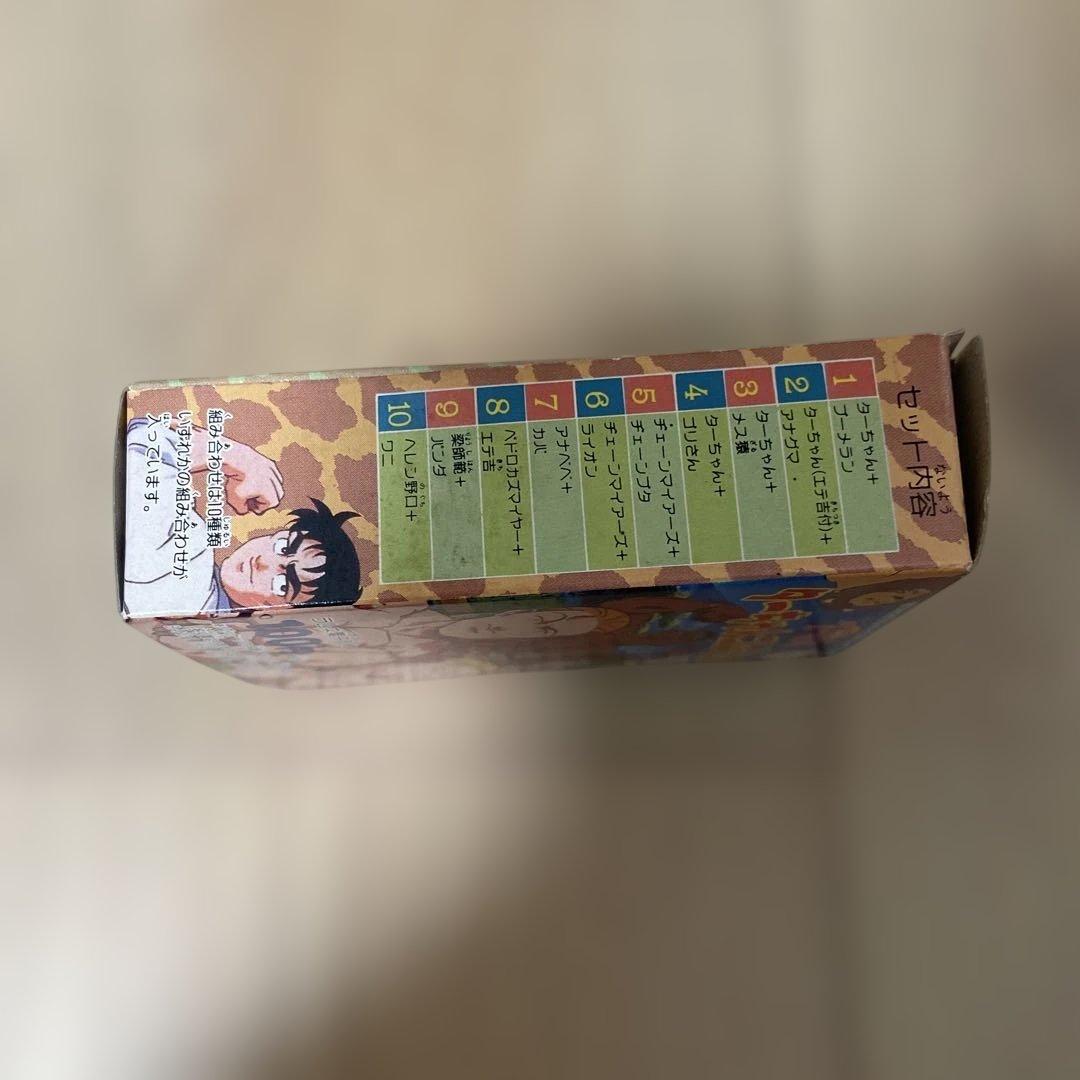 セット内容
1 ターちゃん+
ブーメラン
2 ターちゃん(エテ吉付)+
アナグマ
3 ターちゃん+
メス猿
4 ターちゃん+
ゴリさん
5 チェーンマイアーズ+
チェーンブタ
6 チェーンマイアーズ+
ライオン
7 アナベベ+
カバ
8 ペドロカズマイヤー+
エテ吉
9 梁師範+
パンダ
10 ヘレン野口+
ワニ
組み合わせは10種類
いずれかの組み合わせが
入っています。
100